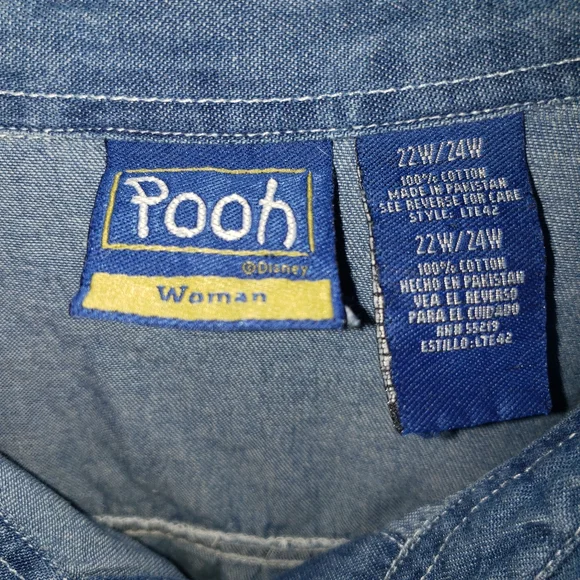 Pooh
©Disney
Woman
22W/24W
100% COTTON
MADE IN PAKISTAN
SEE REVERSE FOR CARE
STYLE: LTE42
22W/24W
100% COTTON
HECHO EN PAKISTAN
VEA EL REVERSO
PARA EL CUIDADO
RN# 55219
ESTILLO: LTE42